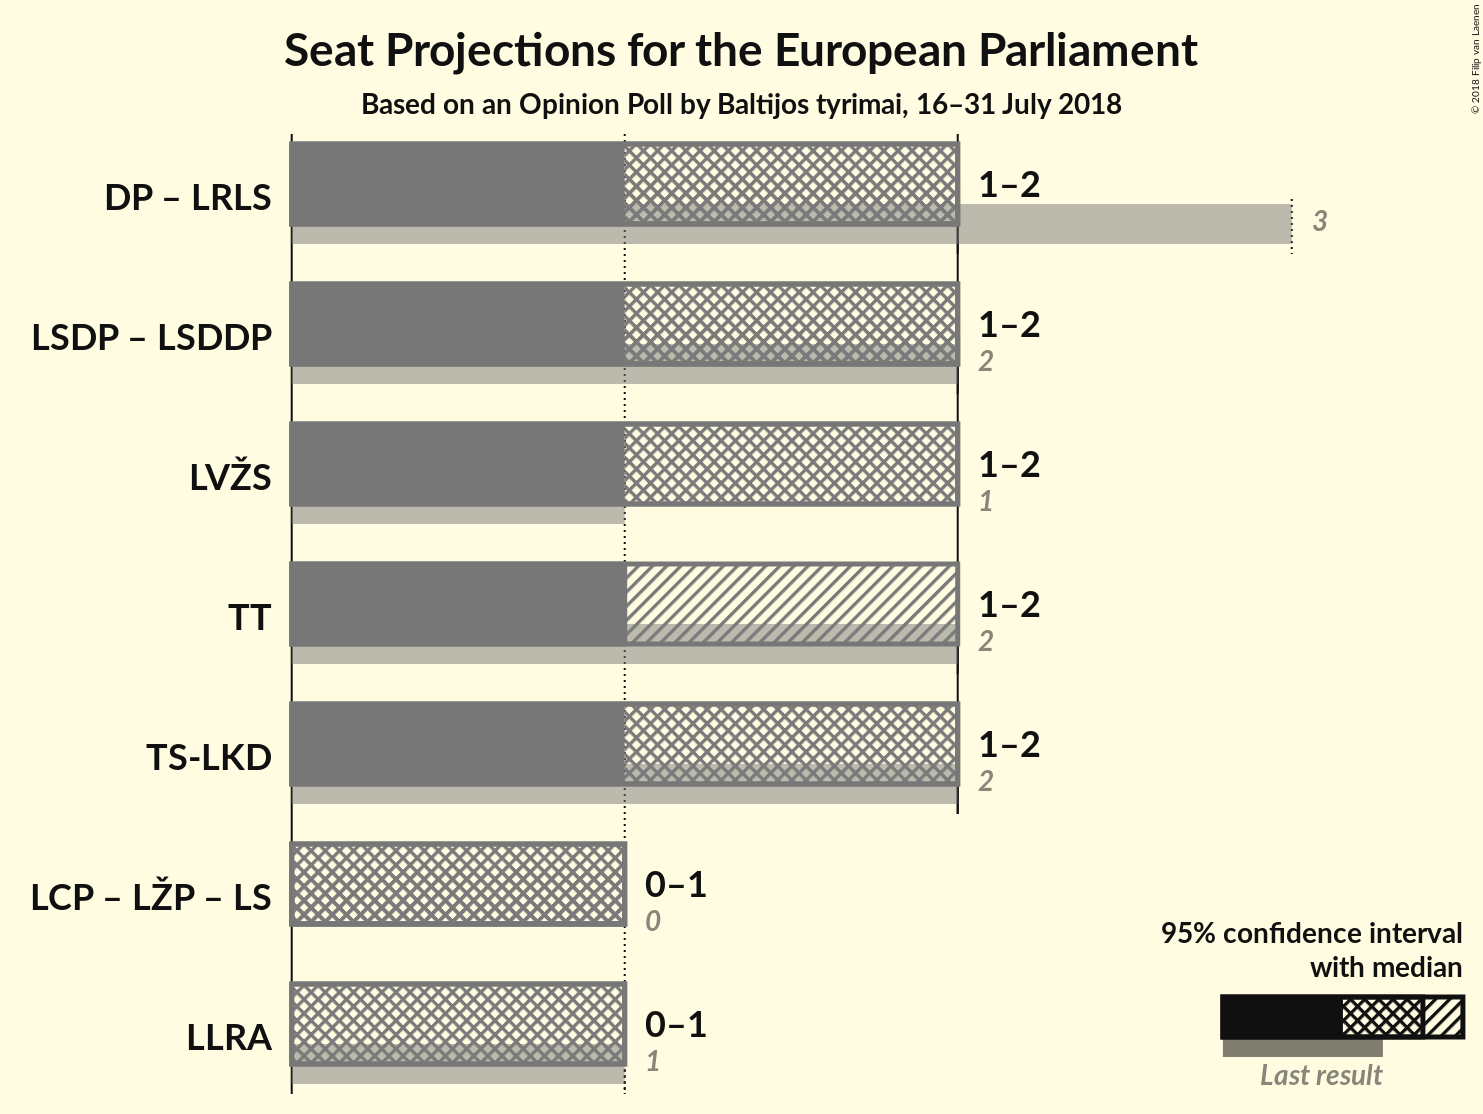 Seat Projections for the European Parliament
Based on an Opinion Poll by Baltijos tyrimai, 16–31 July 2018
© 2018 Filip van Laenen
DP – LRLS
1–2
3
LSDP – LSDDP
1–2
2
LVŽS
1–2
1
TT
1–2
2
TS-LKD
1–2
2
LCP – LŽP – LS
0–1
0
LLRA
0–1
1
95% confidence interval
with median
Last result